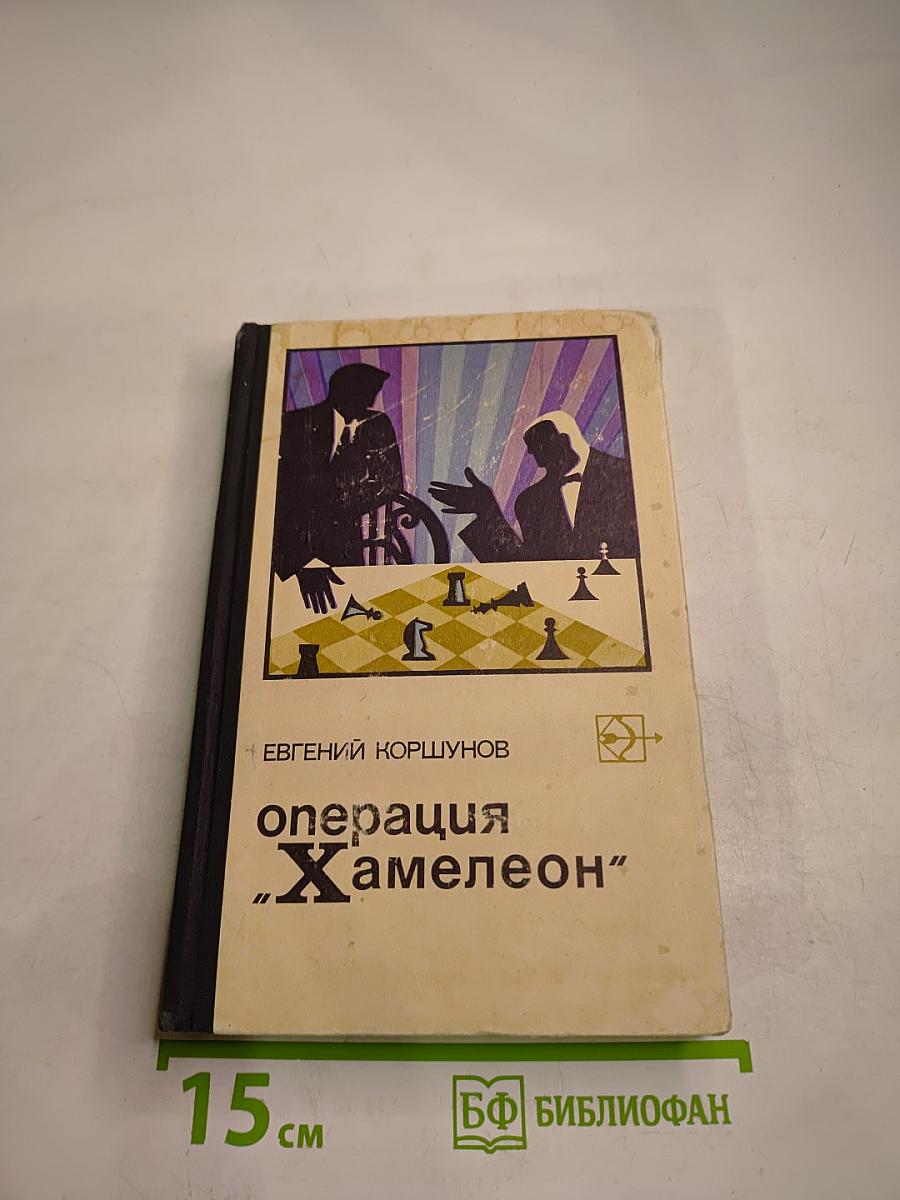 ЕВГЕНИЙ КОРШУНОВ
операция
„Хамелеон“
15 см
БФ БИБЛИОФАН